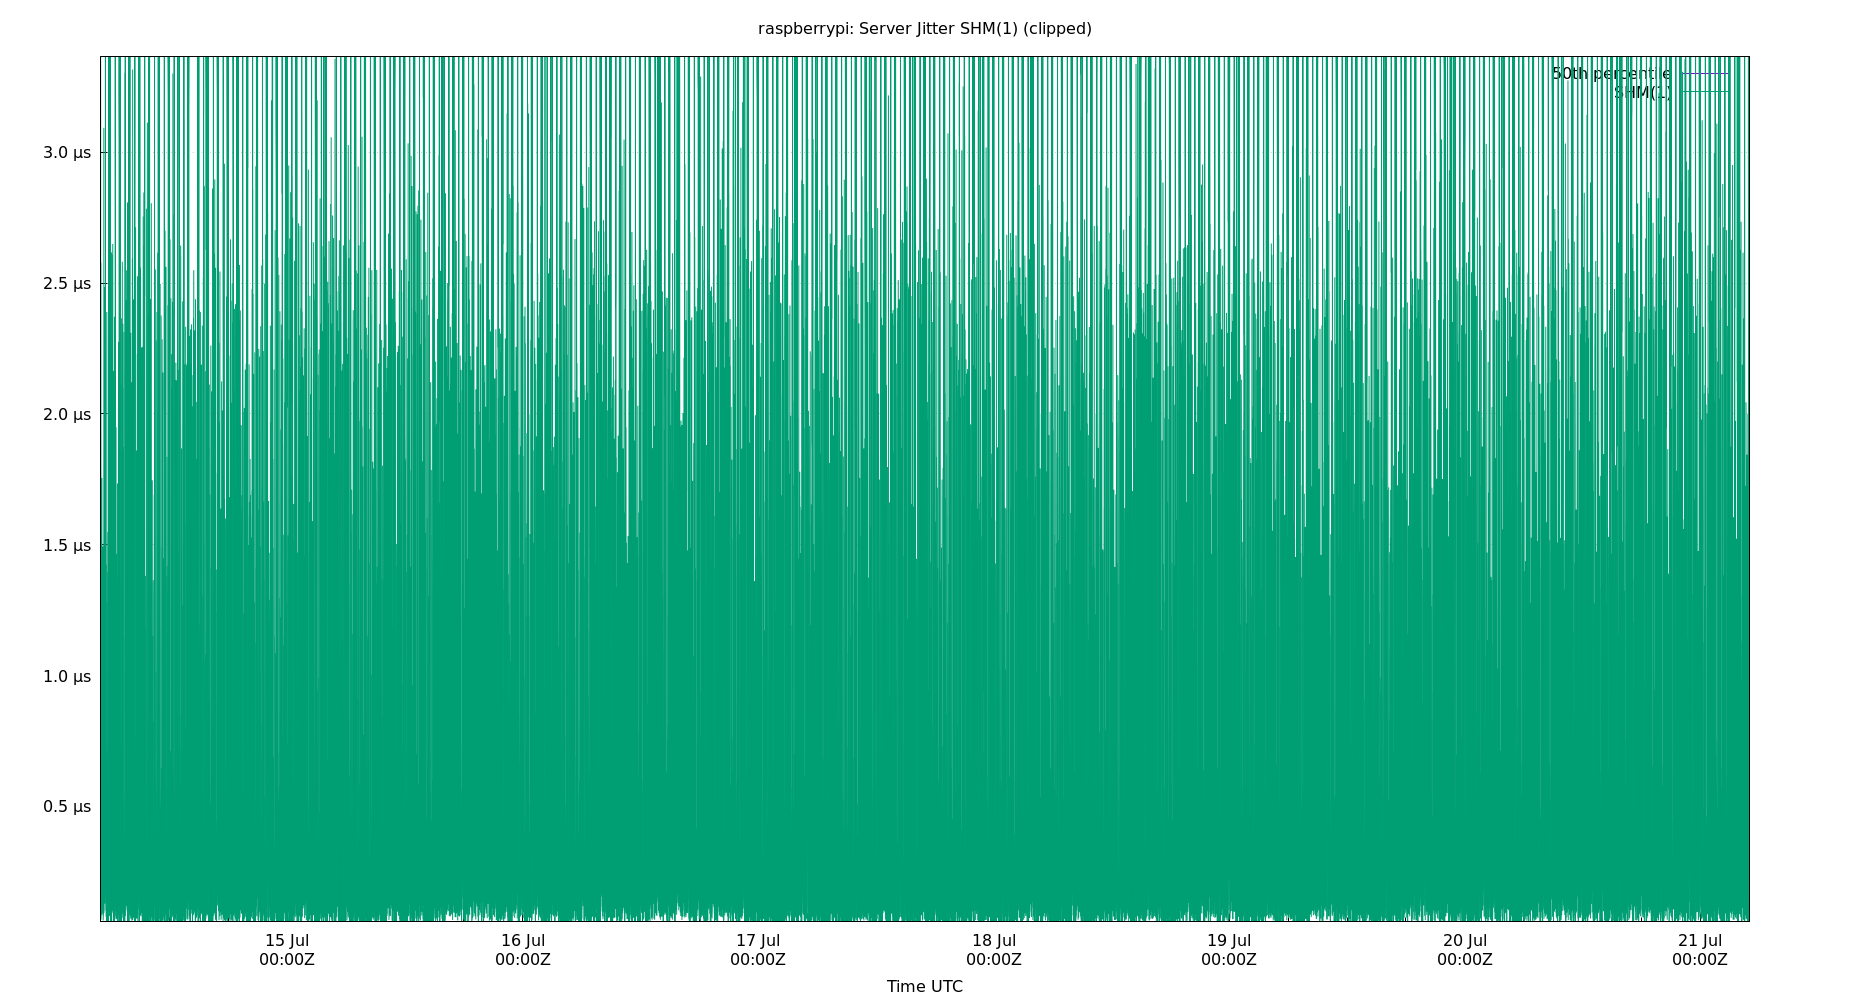 raspberrypi: Server Jitter SHM(1) (clipped)
50th percentile
SHM(1)
3.0 µs
2.5 µs
2.0 µs
1.5 µs
1.0 µs
0.5 µs
15 Jul 16 Jul 17 Jul 18 Jul 19 Jul 20 Jul 21 Jul
00:00Z 00:00Z 00:00Z 00:00Z 00:00Z 00:00Z 00:00Z
Time UTC